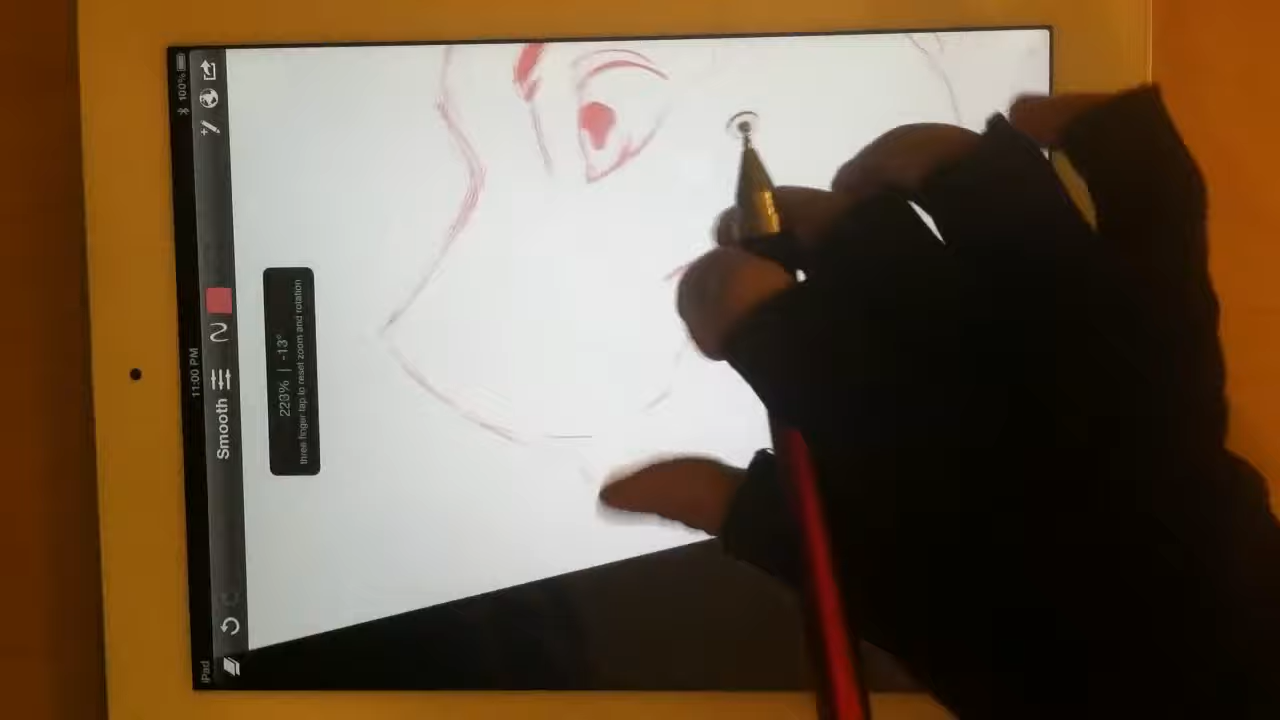 iPad
11:00 PM
100%
Smooth
220% | -13°
three finger tap to reset zoom and rotation